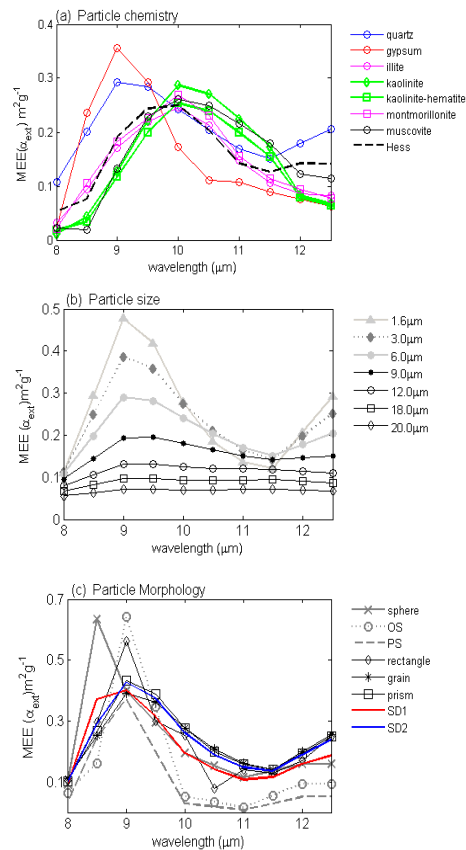 (a) Particle chemistry
MEE(α_ext) m²g⁻¹
0.4
0.3
0.2
0.1
0
8
9
10
11
12
wavelength (μm)
quartz
gypsum
illite
kaolinite
kaolinite-hematite
montmorillonite
muscovite
Hess
(b) Particle size
MEE (α_ext)m²g⁻¹
0.5
0.4
0.3
0.2
0.1
0
8
9
10
11
12
wavelength (μm)
1.6μm
3.0μm
6.0μm
9.0μm
12.0μm
18.0μm
20.0μm
(c) Particle Morphology
MEE (α_ext)m²g⁻¹
0.7
0.5
0.3
0.1
0
8
9
10
11
12
wavelength (μm)
sphere
OS
PS
rectangle
grain
prism
SD1
SD2